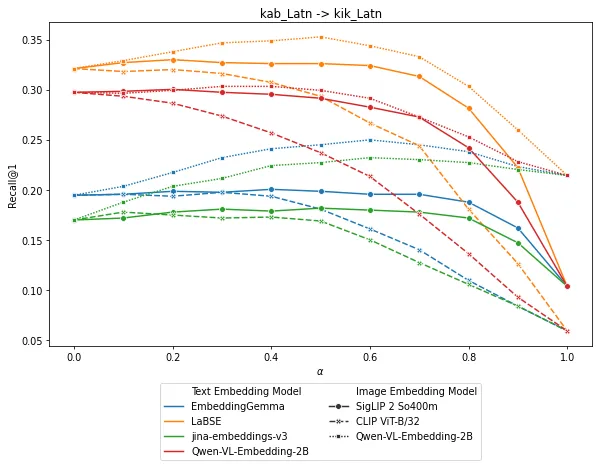 kab_Latn -> kik_Latn
Recall@1
0.35
0.30
0.25
0.20
0.15
0.10
0.05
0.0
0.2
0.4
0.6
0.8
1.0
α
Text Embedding Model
EmbeddingGemma
LaBSE
jina-embeddings-v3
Qwen-VL-Embedding-2B
Image Embedding Model
SigLIP 2 So400m
CLIP ViT-B/32
Qwen-VL-Embedding-2B